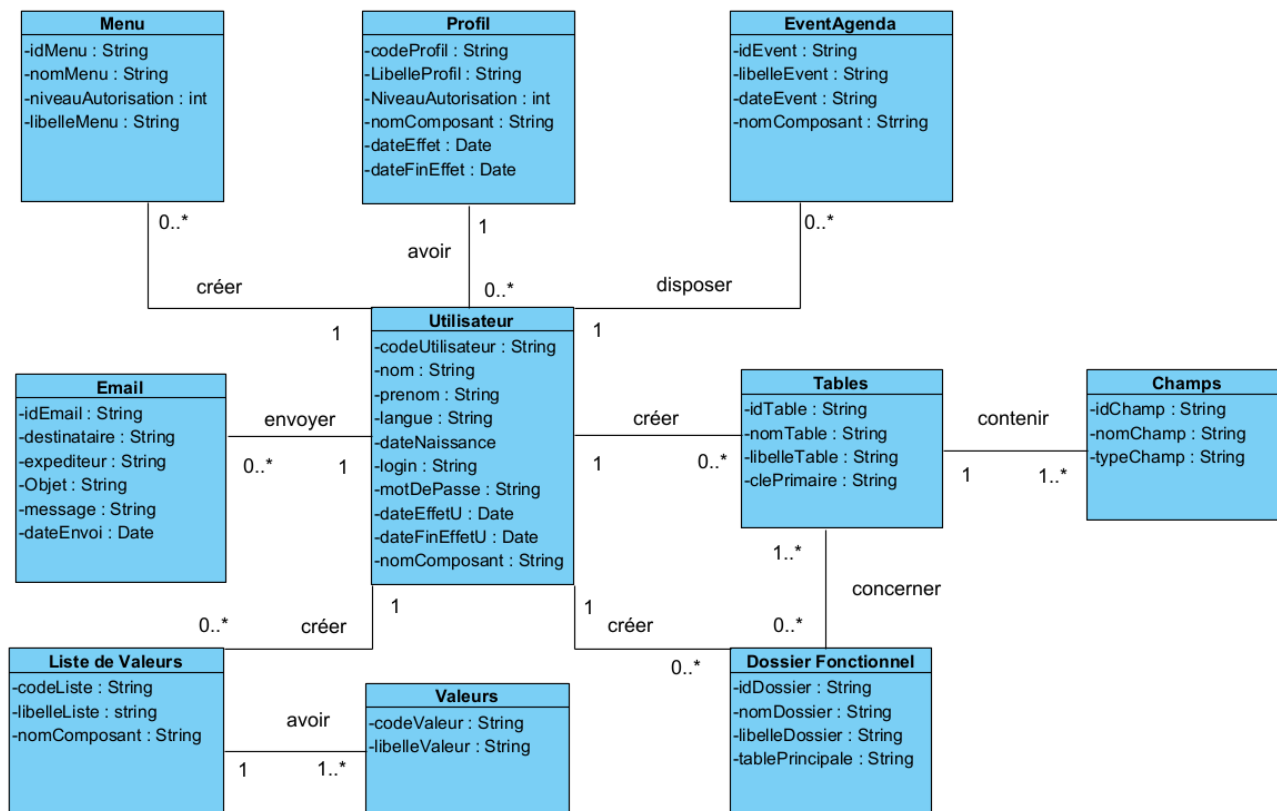 Menu
-idMenu : String
-nomMenu : String
-niveauAutorisation : int
-libelleMenu : String
Profil
-codeProfil : String
-LibelleProfil : String
-NiveauAutorisation : int
-nomComposant : String
-dateEffet : Date
-dateFinEffet : Date
EventAgenda
-idEvent : String
-libelleEvent : String
-dateEvent : String
-nomComposant : Strring
0..*
créer
1
1
avoir
0..*
0..*
disposer
1
Utilisateur
-codeUtilisateur : String
-nom : String
-prenom : String
-langue : String
-dateNaissance
-login : String
-motDePasse : String
-dateEffetU : Date
-dateFinEffetU : Date
-nomComposant : String
Email
-idEmail : String
-destinataire : String
-expediteur : String
-Objet : String
-message : String
-dateEnvoi : Date
envoyer
0..*
1
créer
1
0..*
Tables
-idTable : String
-nomTable : String
-libelleTable : String
-clePrimaire : String
contenir
1
1..*
Champs
-idChamp : String
-nomChamp : String
-typeChamp : String
1..*
concerner
0..*
1
créer
0..*
1
créer
0..*
Liste de Valeurs
-codeListe : String
-libelleListe : string
-nomComposant : String
avoir
1
1..*
Valeurs
-codeValeur : String
-libelleValeur : String
Dossier Fonctionnel
-idDossier : String
-nomDossier : String
-libelleDossier : String
-tablePrincipale : String